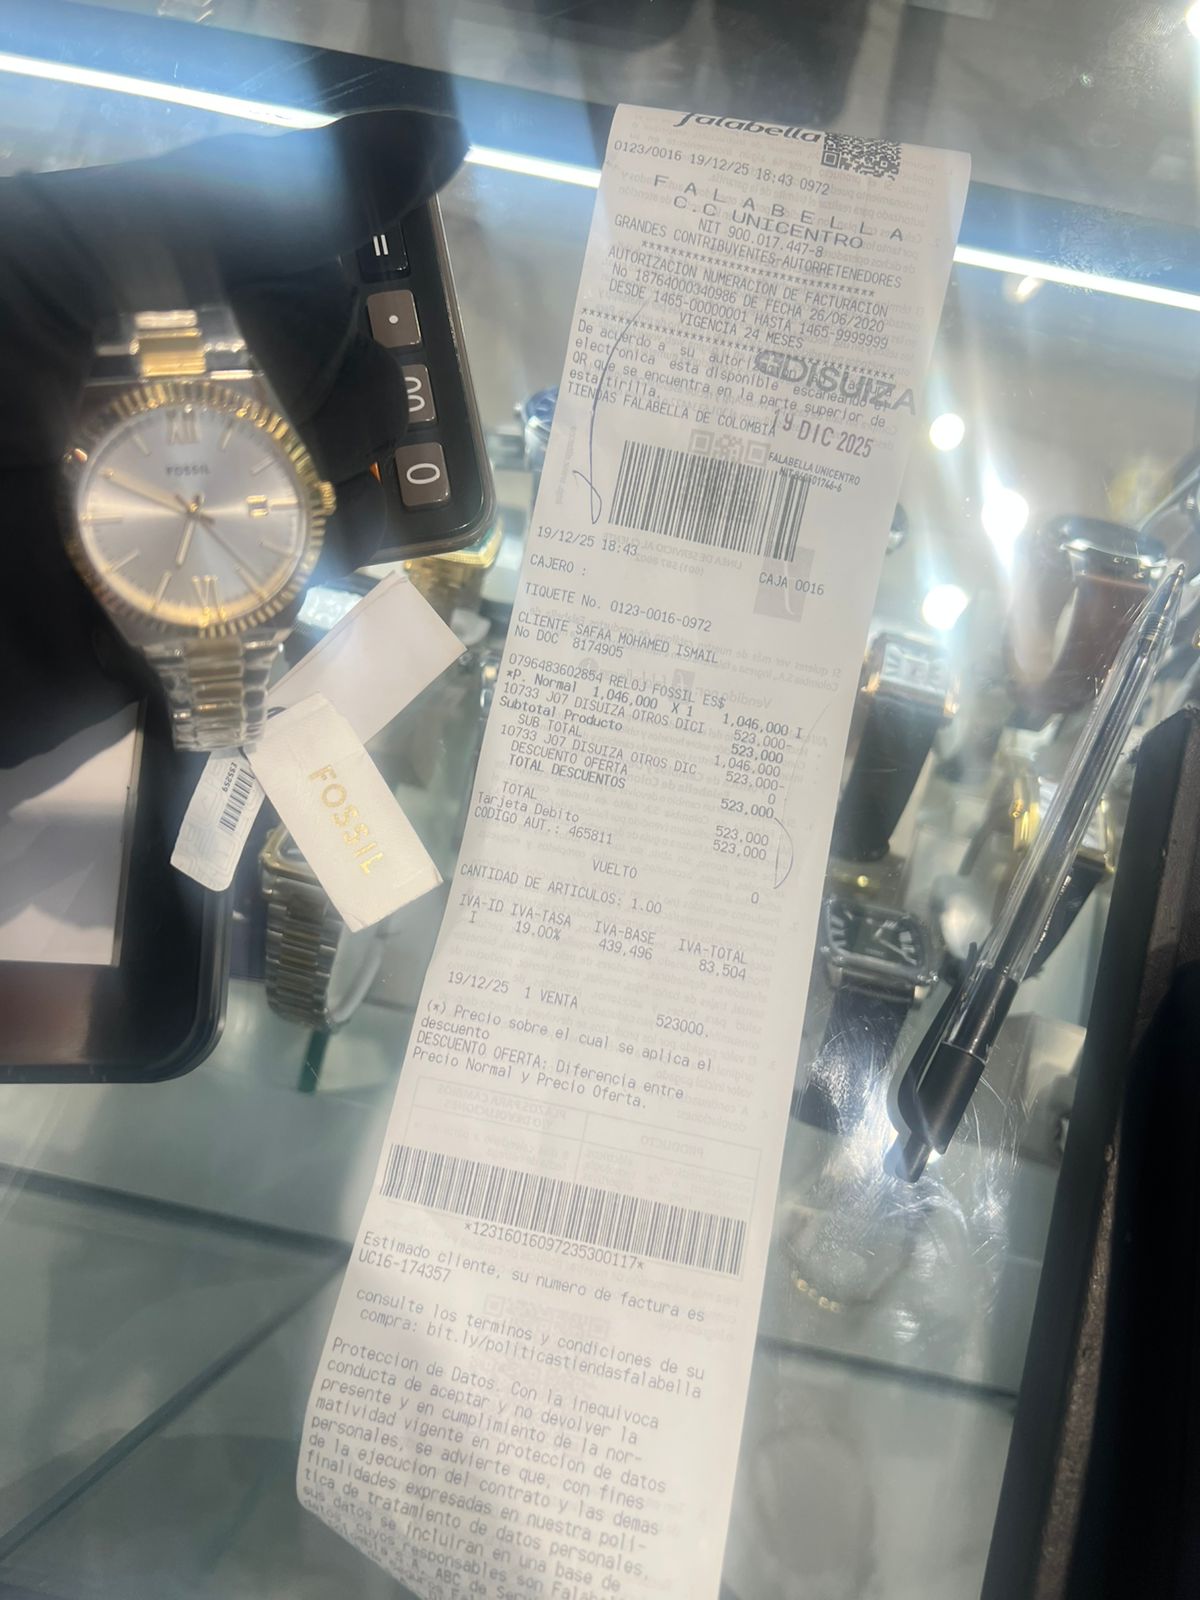 falabella
0123/0016 19/12/25 18:43 0972
F A L A B E L L A
C.C UNICENTRO
NIT 900.017.447-8
GRANDES CONTRIBUYENTES-AUTORRETENEDORES
AUTORIZACION NUMERACION DE FACTURACION
No 18764000340986 DE FECHA 26/06/2020
DESDE 1465-00000001 HASTA 1465-9999999
VIGENCIA 24 MESES
De acuerdo a su
electronica esta disponible escaneando el
QR que se encuentra en la parte superior de
esta tirilla.
TIENDAS FALABELLA DE COLOMBIA
GDISUIZA
19 DIC 2025
FALABELLA UNICENTRO
19/12/25 18:43
CAJA 0016
CAJERO :
TIQUETE No. 0123-0016-0972
CLIENTE SAFAA MOHAMED ISMAIL
No DOC 8174905
0796483602854 RELOJ FOSSIL ES$
*P. Normal 1,046,000 X 1 1,046,000 I
10733 J07 DISUIZA OTROS DICI 523,000-
Subtotal Producto 523,000
SUB TOTAL 1,046,000
10733 J07 DISUIZA OTROS DIC 523,000-
DESCUENTO OFERTA 0
TOTAL DESCUENTOS 523,000
TOTAL 523,000
Tarjeta Debito 523,000
CODIGO AUT.: 465811
VUELTO 0
CANTIDAD DE ARTICULOS: 1.00
IVA-ID IVA-TASA IVA-BASE IVA-TOTAL
I 19.00% 439,496 83,504
19/12/25 1 VENTA 523000.
(*) Precio sobre el cual se aplica el
descuento
DESCUENTO OFERTA: Diferencia entre
Precio Normal y Precio Oferta.
*12316016097235300117*
Estimado cliente, su numero de factura es
UC16-174357
consulte los terminos y condiciones de su
compra: bit.ly/politicastiendasfalabella
Proteccion de Datos. Con la inequivoca
conducta de aceptar y no devolver la
presente y en cumplimiento de la nor-
matividad vigente en proteccion de datos
personales, se advierte que, con fines
de la ejecucion del contrato y las demas
finalidades expresadas en nuestra poli-
tica de tratamiento de datos personales,
sus datos se incluiran en una base de
datos, cuyos responsables son
FOSSIL
FOSSIL
=
.
00
0